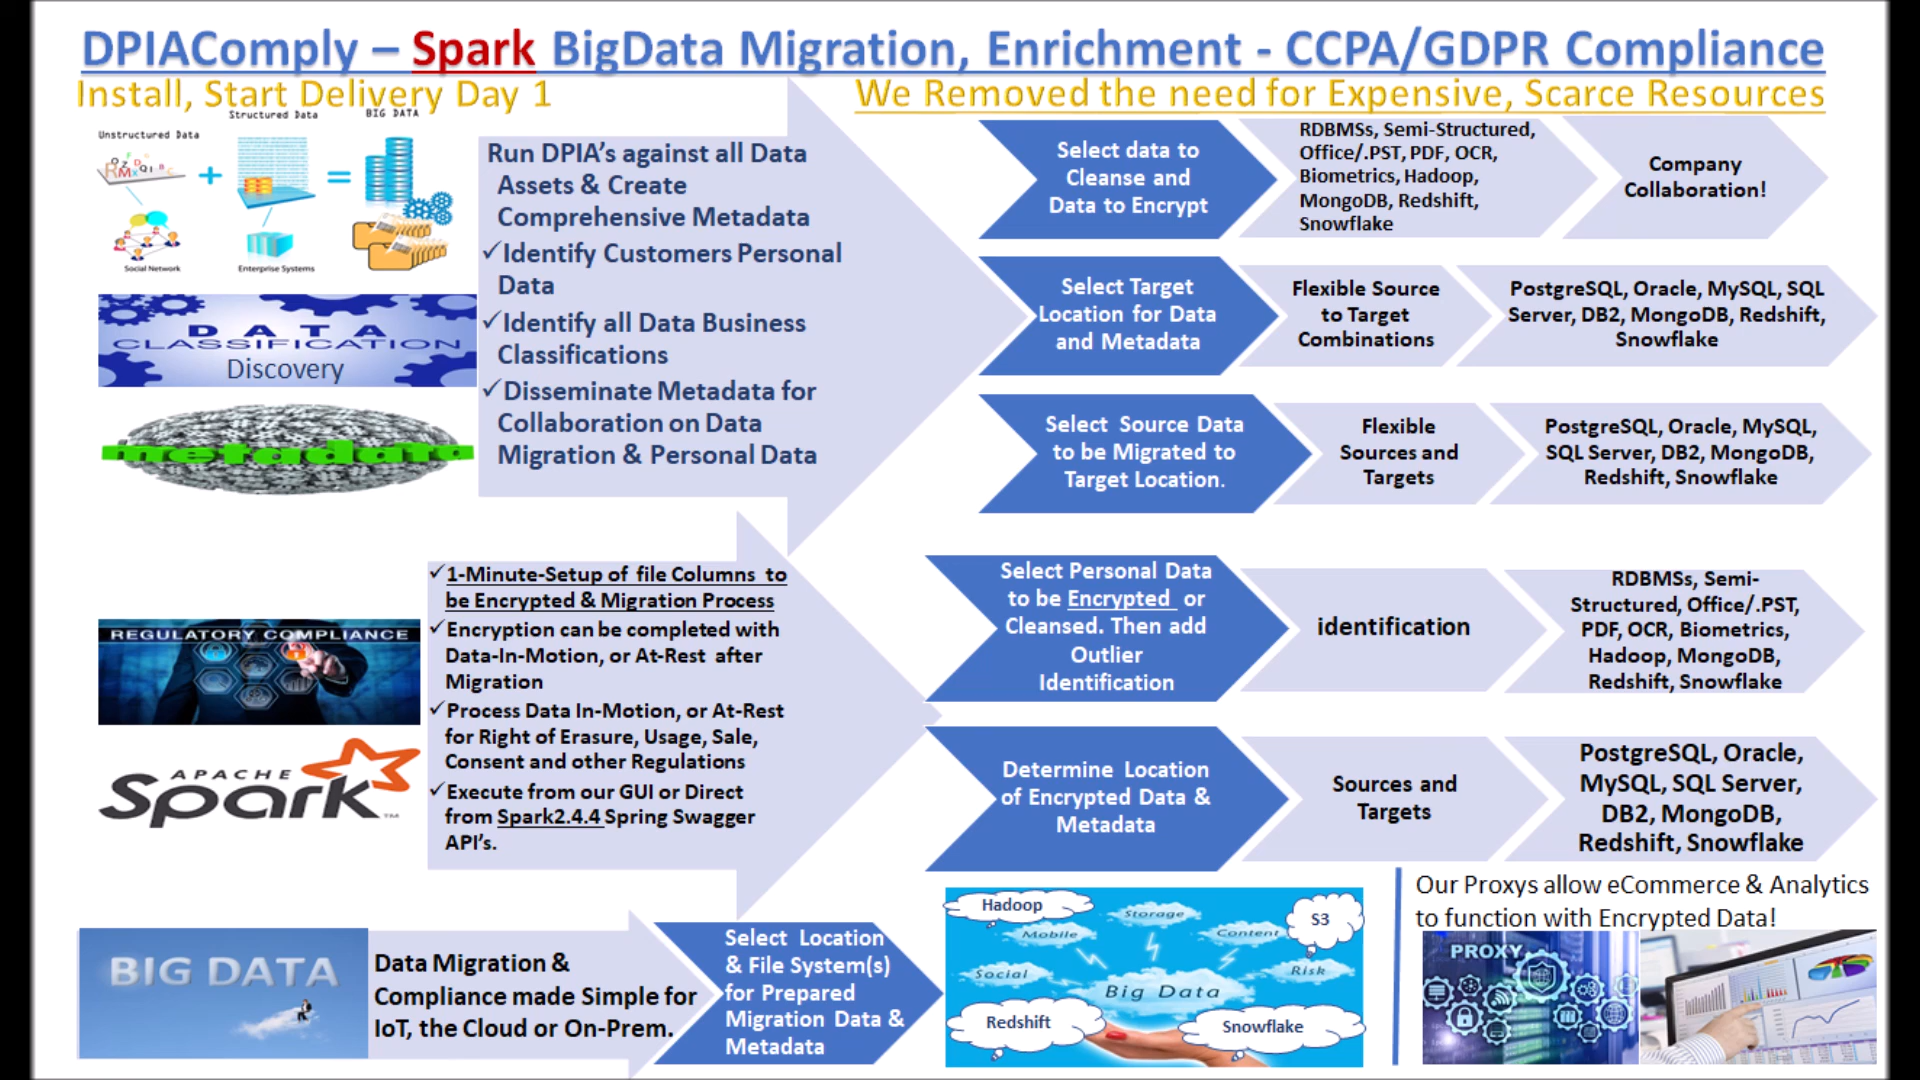 DPIAComply – Spark BigData Migration, Enrichment - CCPA/GDPR Compliance
Install, Start Delivery Day 1
We Removed the need for Expensive, Scarce Resources
Unstructured Data
Structured Data
BIG DATA
Social Network
Enterprise Systems
DATA
CLASSIFICATION
Discovery
metadata
Run DPIA's against all Data
Assets & Create
Comprehensive Metadata
✓Identify Customers Personal
Data
✓Identify all Data Business
Classifications
✓Disseminate Metadata for
Collaboration on Data
Migration & Personal Data
Select data to
Cleanse and
Data to Encrypt
RDBMSs, Semi-Structured,
Office/.PST, PDF, OCR,
Biometrics, Hadoop,
MongoDB, Redshift,
Snowflake
Company
Collaboration!
Select Target
Location for Data
and Metadata
Flexible Source
to Target
Combinations
PostgreSQL, Oracle, MySQL, SQL
Server, DB2, MongoDB, Redshift,
Snowflake
Select Source Data
to be Migrated to
Target Location.
Flexible
Sources and
Targets
PostgreSQL, Oracle, MySQL,
SQL Server, DB2, MongoDB,
Redshift, Snowflake
REGULATORY COMPLIANCE
APACHE
Spark™
✓1-Minute-Setup of file Columns to
be Encrypted & Migration Process
✓Encryption can be completed with
Data-In-Motion, or At-Rest after
Migration
✓Process Data In-Motion, or At-Rest
for Right of Erasure, Usage, Sale,
Consent and other Regulations
✓Execute from our GUI or Direct
from Spark2.4.4 Spring Swagger
API's.
Select Personal Data
to be Encrypted or
Cleansed. Then add
Outlier
Identification
identification
RDBMSs, Semi-
Structured, Office/.PST,
PDF, OCR, Biometrics,
Hadoop, MongoDB,
Redshift, Snowflake
Determine Location
of Encrypted Data &
Metadata
Sources and
Targets
PostgreSQL, Oracle,
MySQL, SQL Server,
DB2, MongoDB,
Redshift, Snowflake
BIG DATA
Data Migration &
Compliance made Simple for
IoT, the Cloud or On-Prem.
Select Location
& File System(s)
for Prepared
Migration Data &
Metadata
Hadoop
Storage
S3
Mobile
Content
Social
Risk
Big Data
Redshift
Snowflake
Our Proxys allow eCommerce & Analytics
to function with Encrypted Data!
PROXY